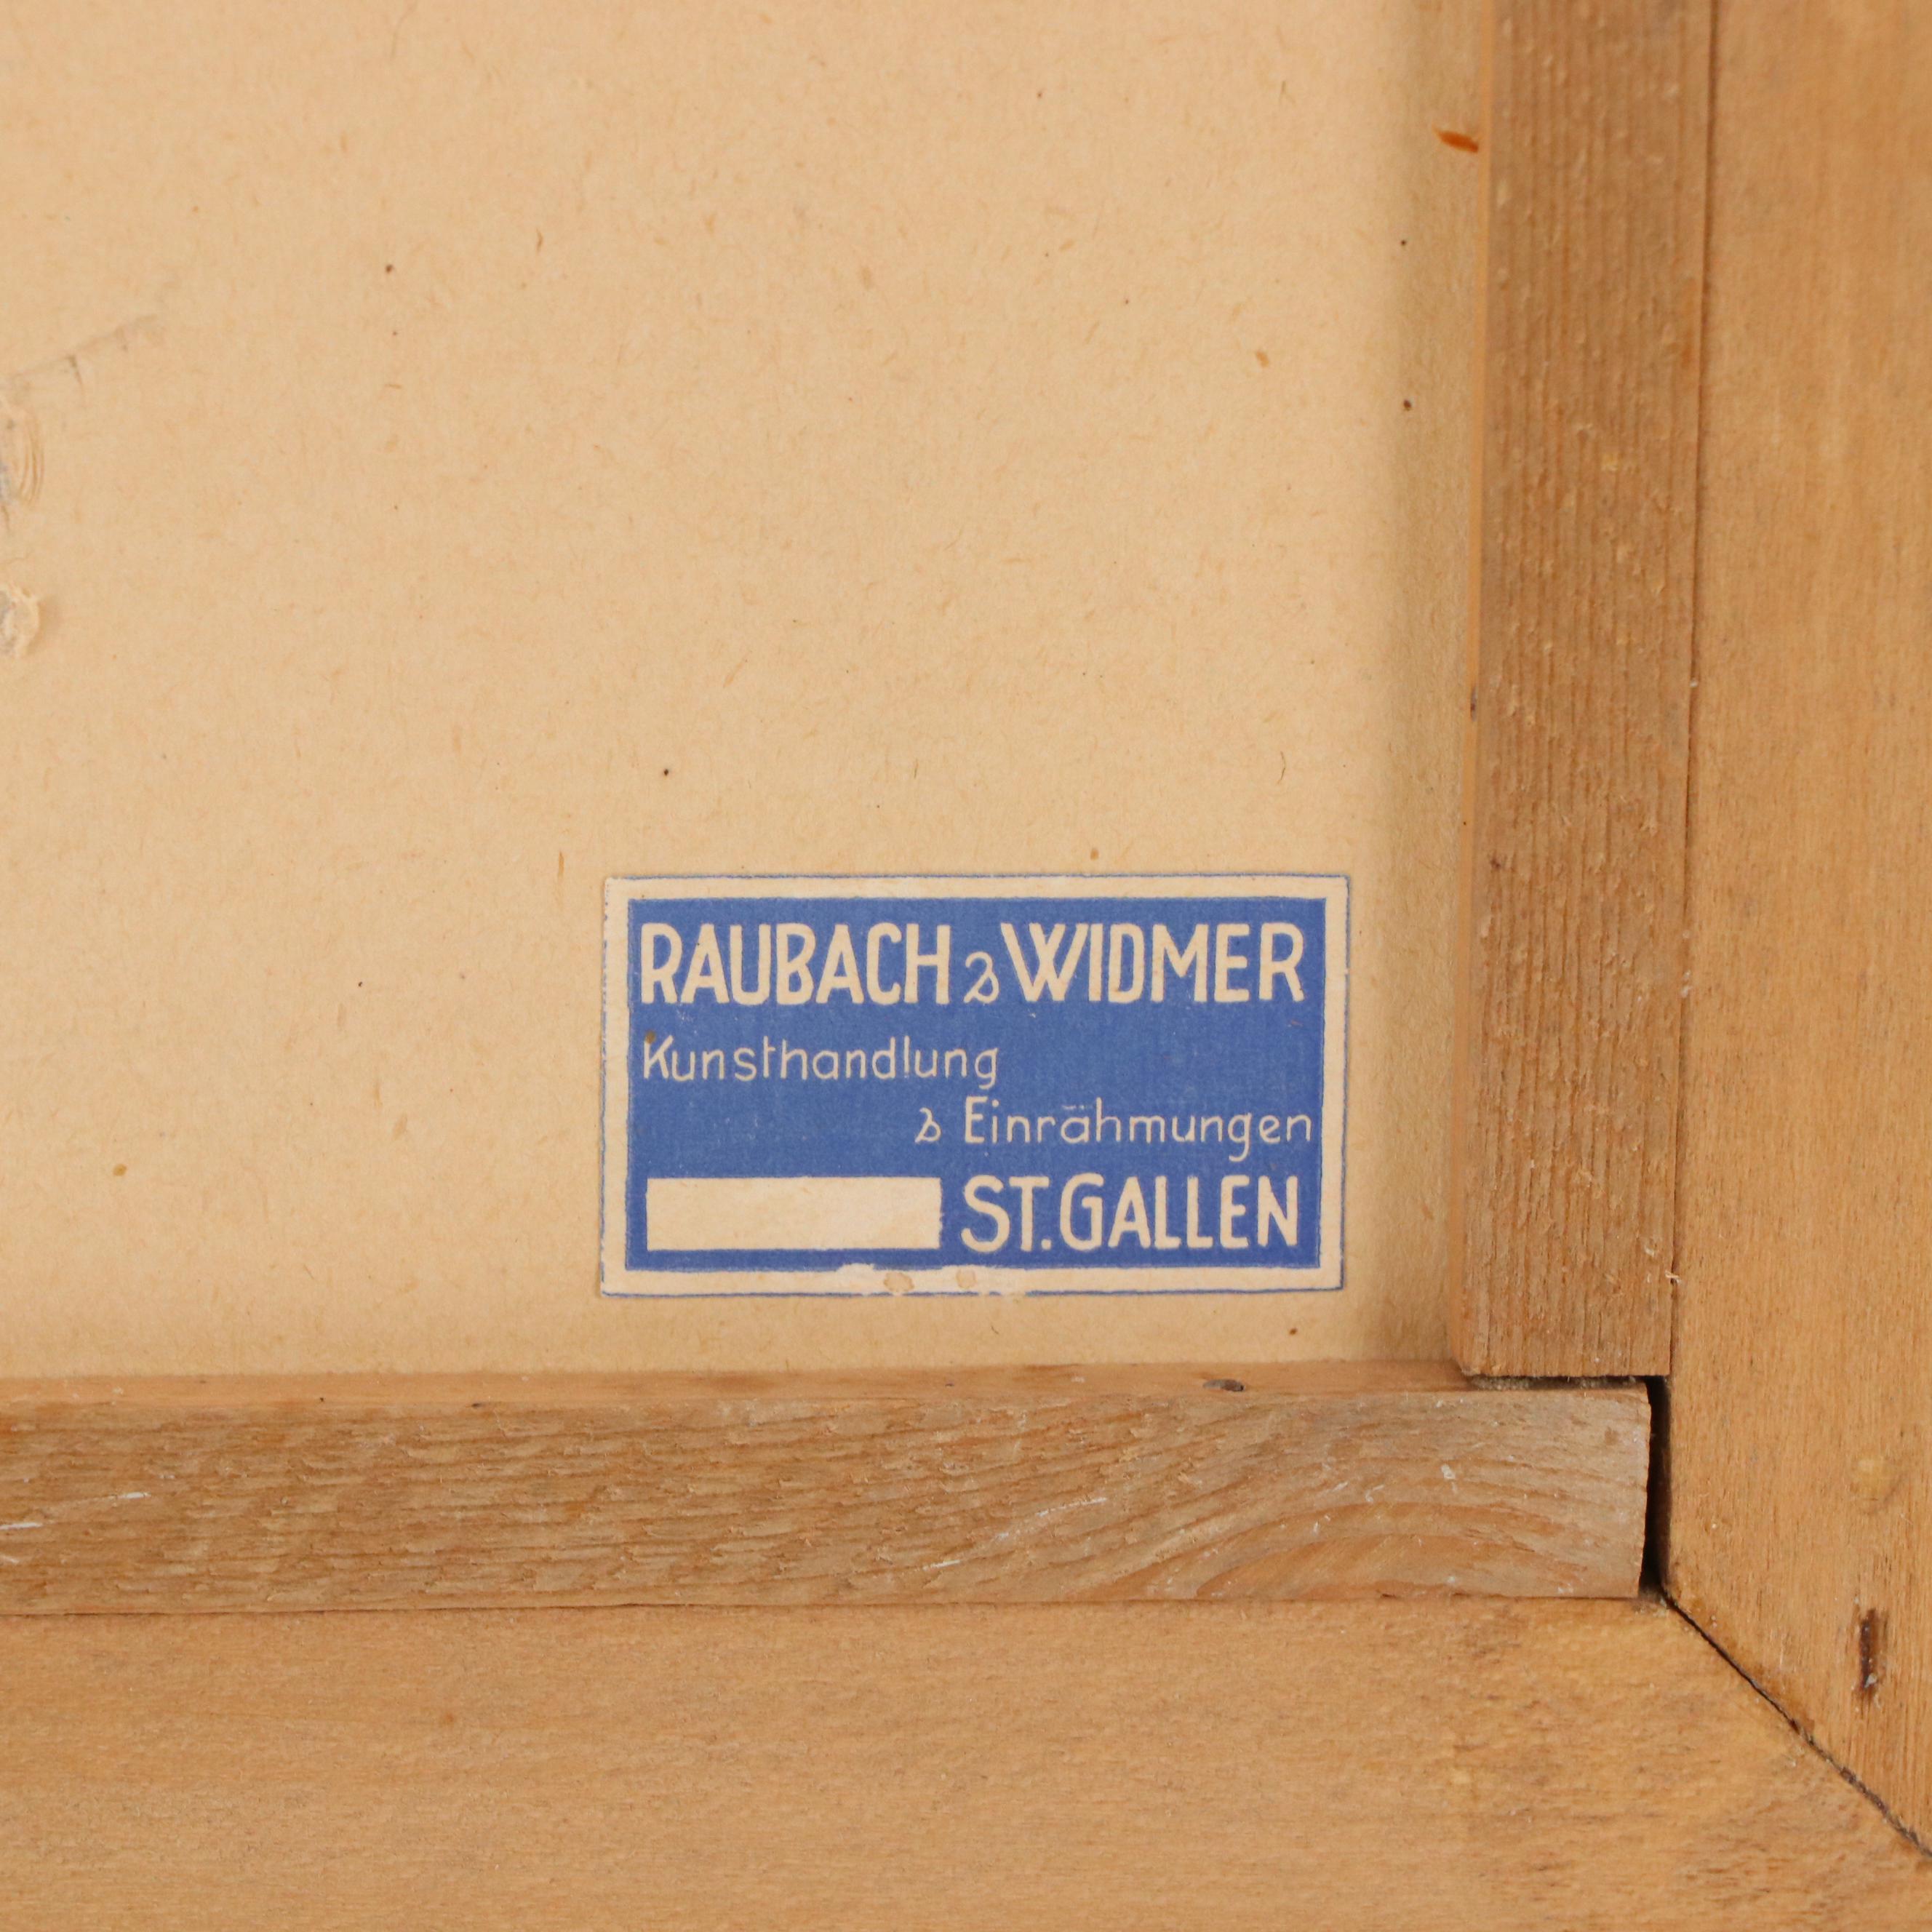 RAUBACH & WIDMER
Kunsthandlung
& Einrähmungen
ST. GALLEN